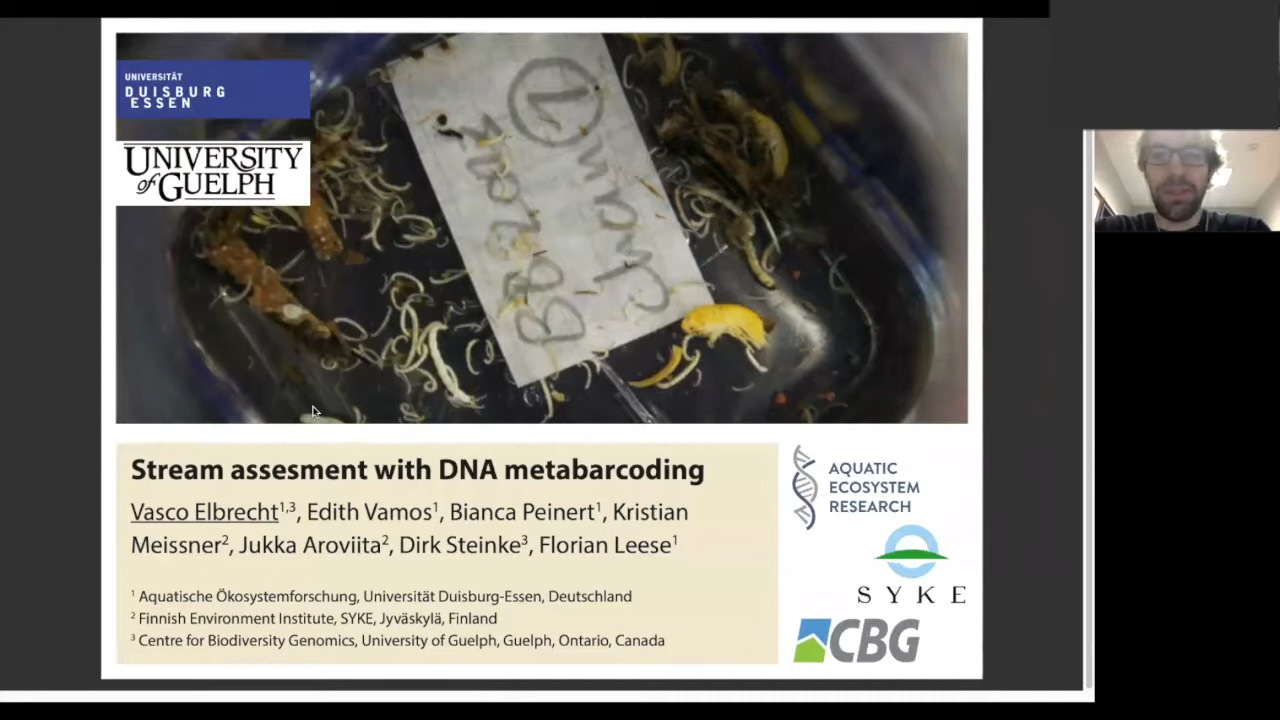 UNIVERSITÄT
DUISBURG
ESSEN
UNIVERSITY
of GUELPH
1
Stream assesment with DNA metabarcoding
Vasco Elbrecht1,3, Edith Vamos1, Bianca Peinert1, Kristian
Meissner2, Jukka Aroviita2, Dirk Steinke3, Florian Leese1
1 Aquatische Ökosystemforschung, Universität Duisburg-Essen, Deutschland
2 Finnish Environment Institute, SYKE, Jyväskylä, Finland
3 Centre for Biodiversity Genomics, University of Guelph, Guelph, Ontario, Canada
AQUATIC
ECOSYSTEM
RESEARCH
SYKE
CBG